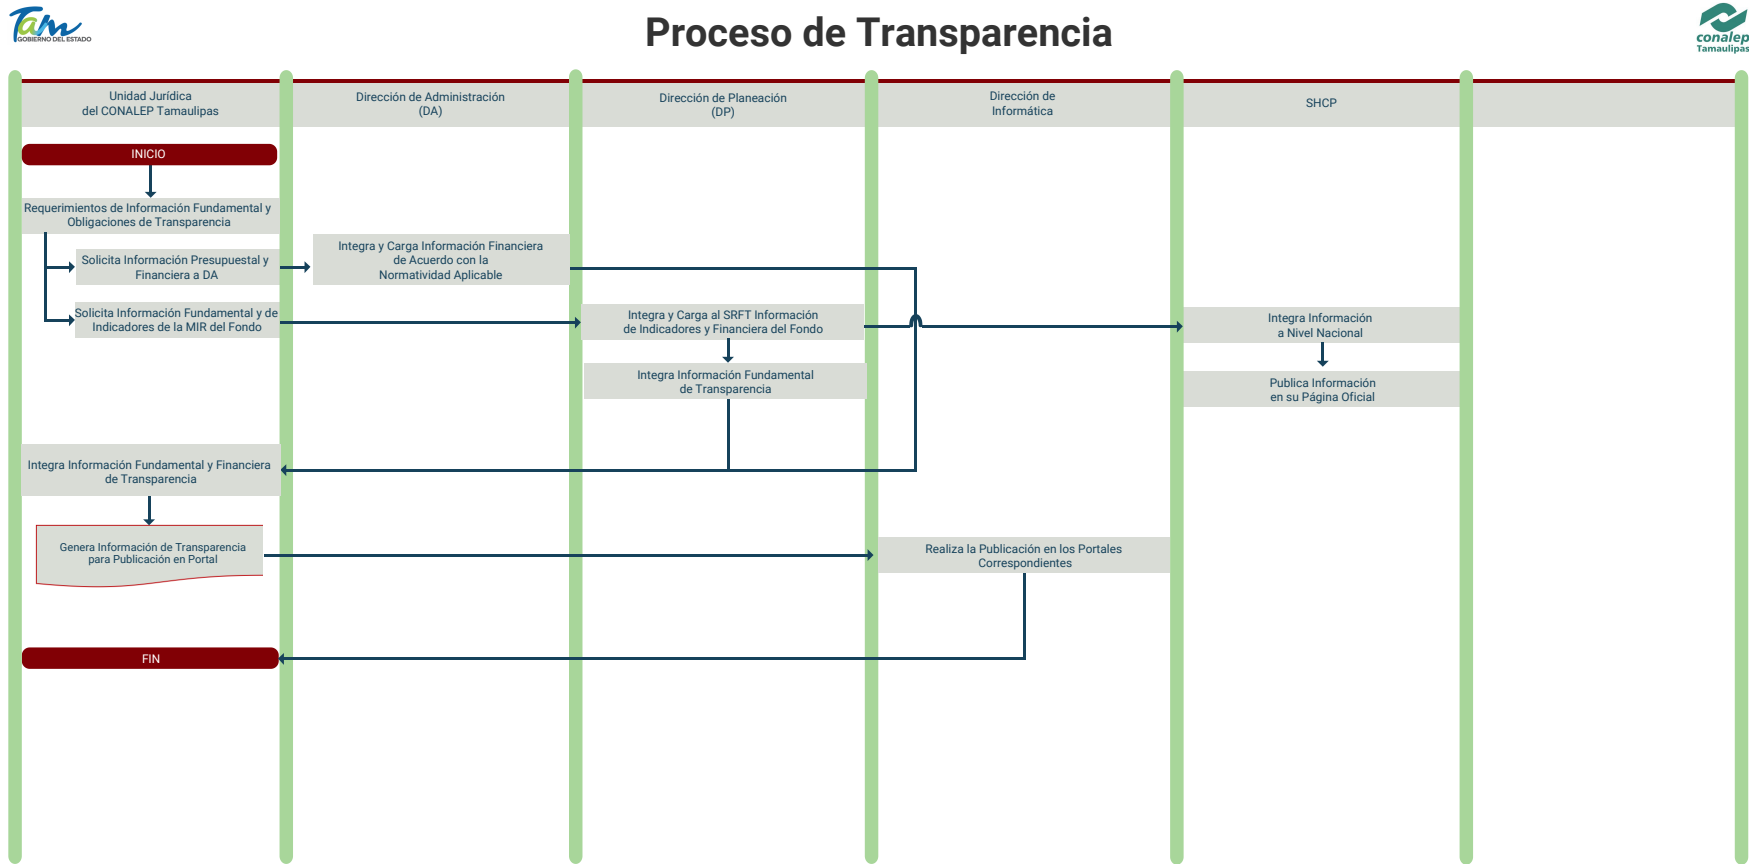 Tam
GOBIERNO DEL ESTADO
Proceso de Transparencia
conalep
Tamaulipas
Unidad Jurídica
del CONALEP Tamaulipas
Dirección de Administración
(DA)
Dirección de Planeación
(DP)
Dirección de
Informática
SHCP
INICIO
Requerimientos de Información Fundamental y
Obligaciones de Transparencia
Solicita Información Presupuestal y
Financiera a DA
Integra y Carga Información Financiera
de Acuerdo con la
Normatividad Aplicable
Solicita Información Fundamental y de
Indicadores de la MIR del Fondo
Integra y Carga al SRFT Información
de Indicadores y Financiera del Fondo
Integra Información
a Nivel Nacional
Integra Información Fundamental
de Transparencia
Publica Información
en su Página Oficial
Integra Información Fundamental y Financiera
de Transparencia
Genera Información de Transparencia
para Publicación en Portal
Realiza la Publicación en los Portales
Correspondientes
FIN